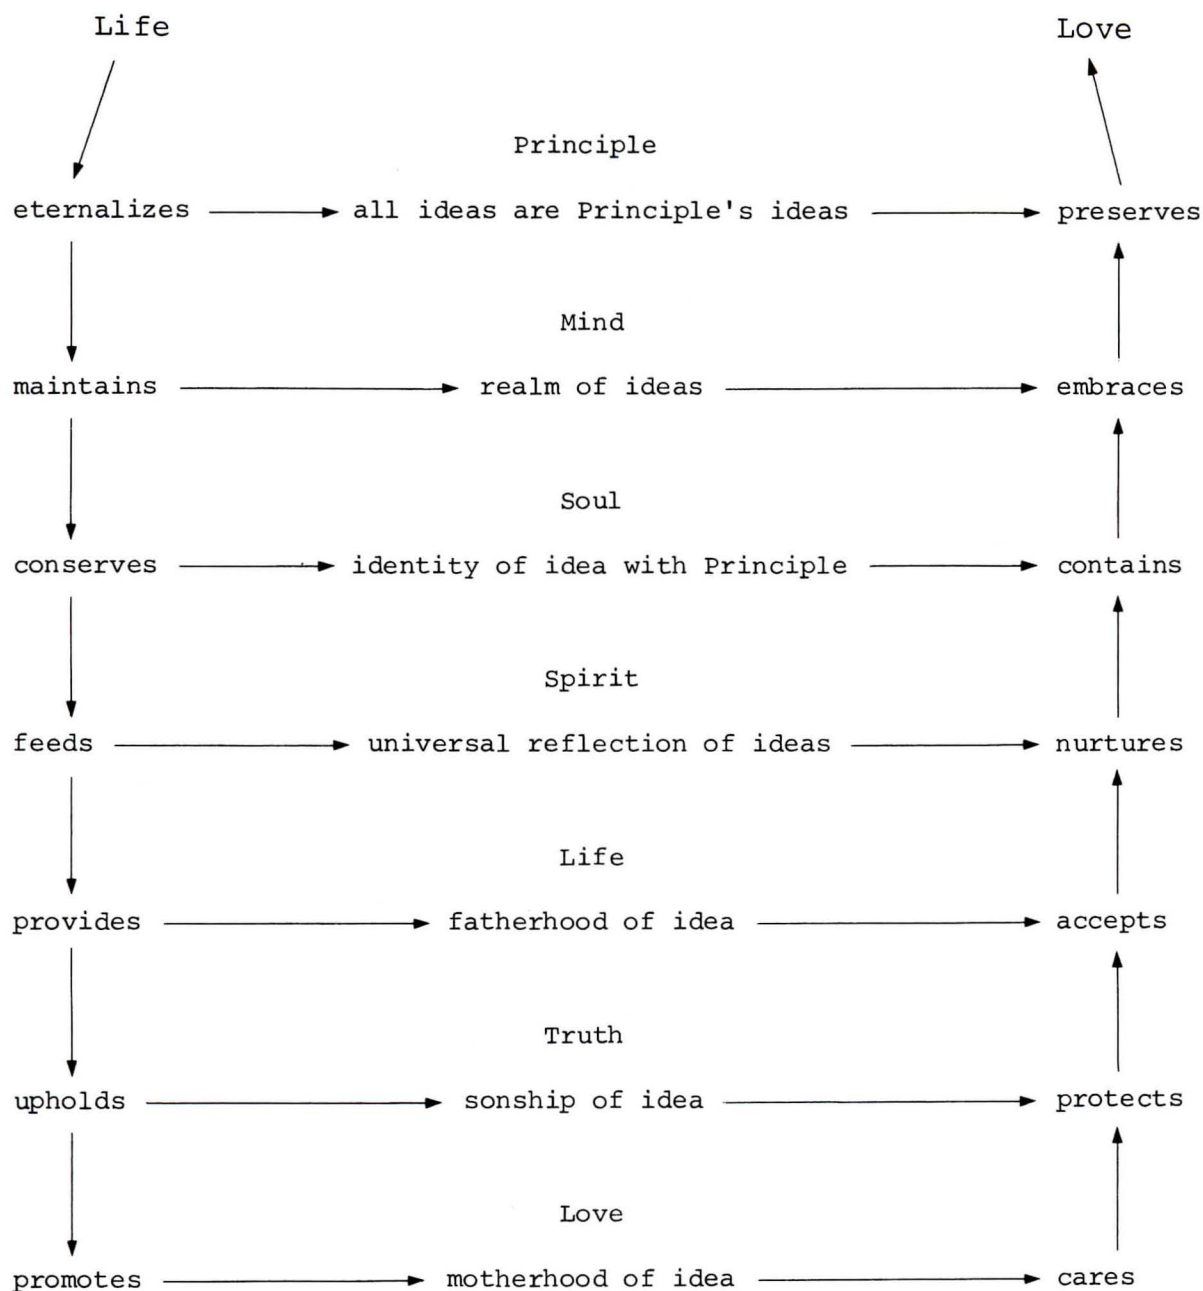 Life Love
Principle
eternalizes all ideas are Principle's ideas preserves
Mind
maintains realm of ideas embraces
Soul
conserves identity of idea with Principle contains
Spirit
feeds universal reflection of ideas nurtures
Life
provides fatherhood of idea accepts
Truth
upholds sonship of idea protects
Love
promotes motherhood of idea cares